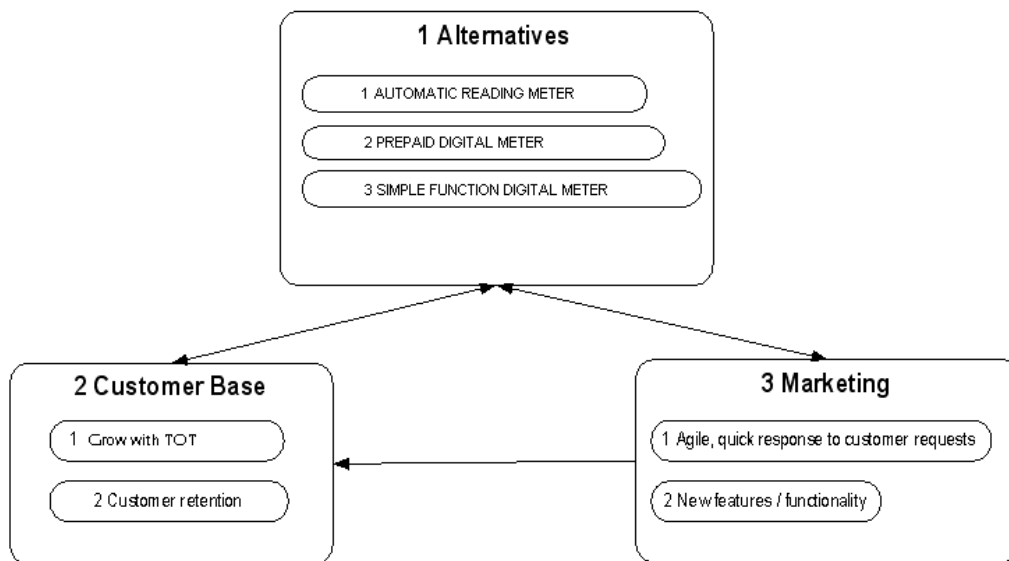 1 Alternatives
1 AUTOMATIC READING METER
2 PREPAID DIGITAL METER
3 SIMPLE FUNCTION DIGITAL METER
2 Customer Base
1 Grow with TOT
2 Customer retention
3 Marketing
1 Agile, quick response to customer requests
2 New features / functionality